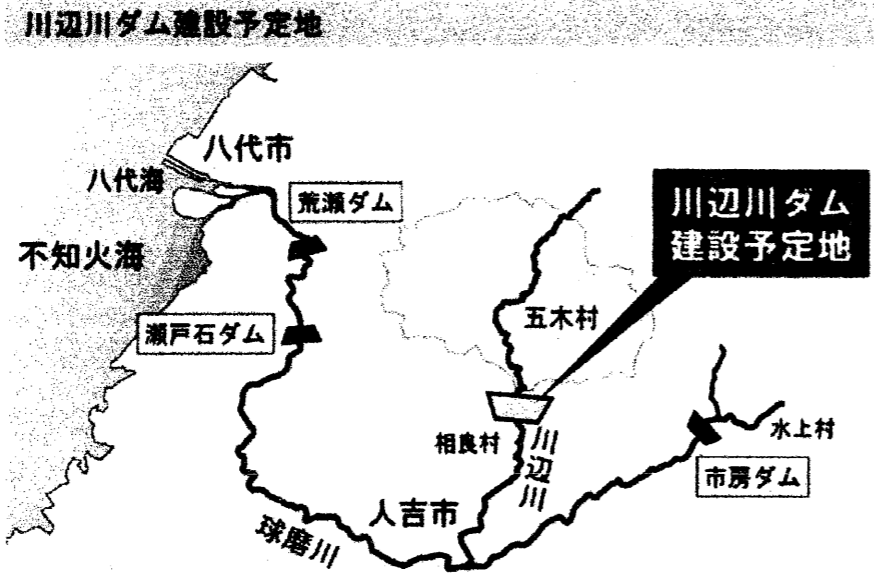 川辺川ダム建設予定地
八代市
八代海
荒瀬ダム
川辺川ダム
建設予定地
不知火海
五木村
瀬戸石ダム
相良村
川辺川
水上村
市房ダム
人吉市
球磨川